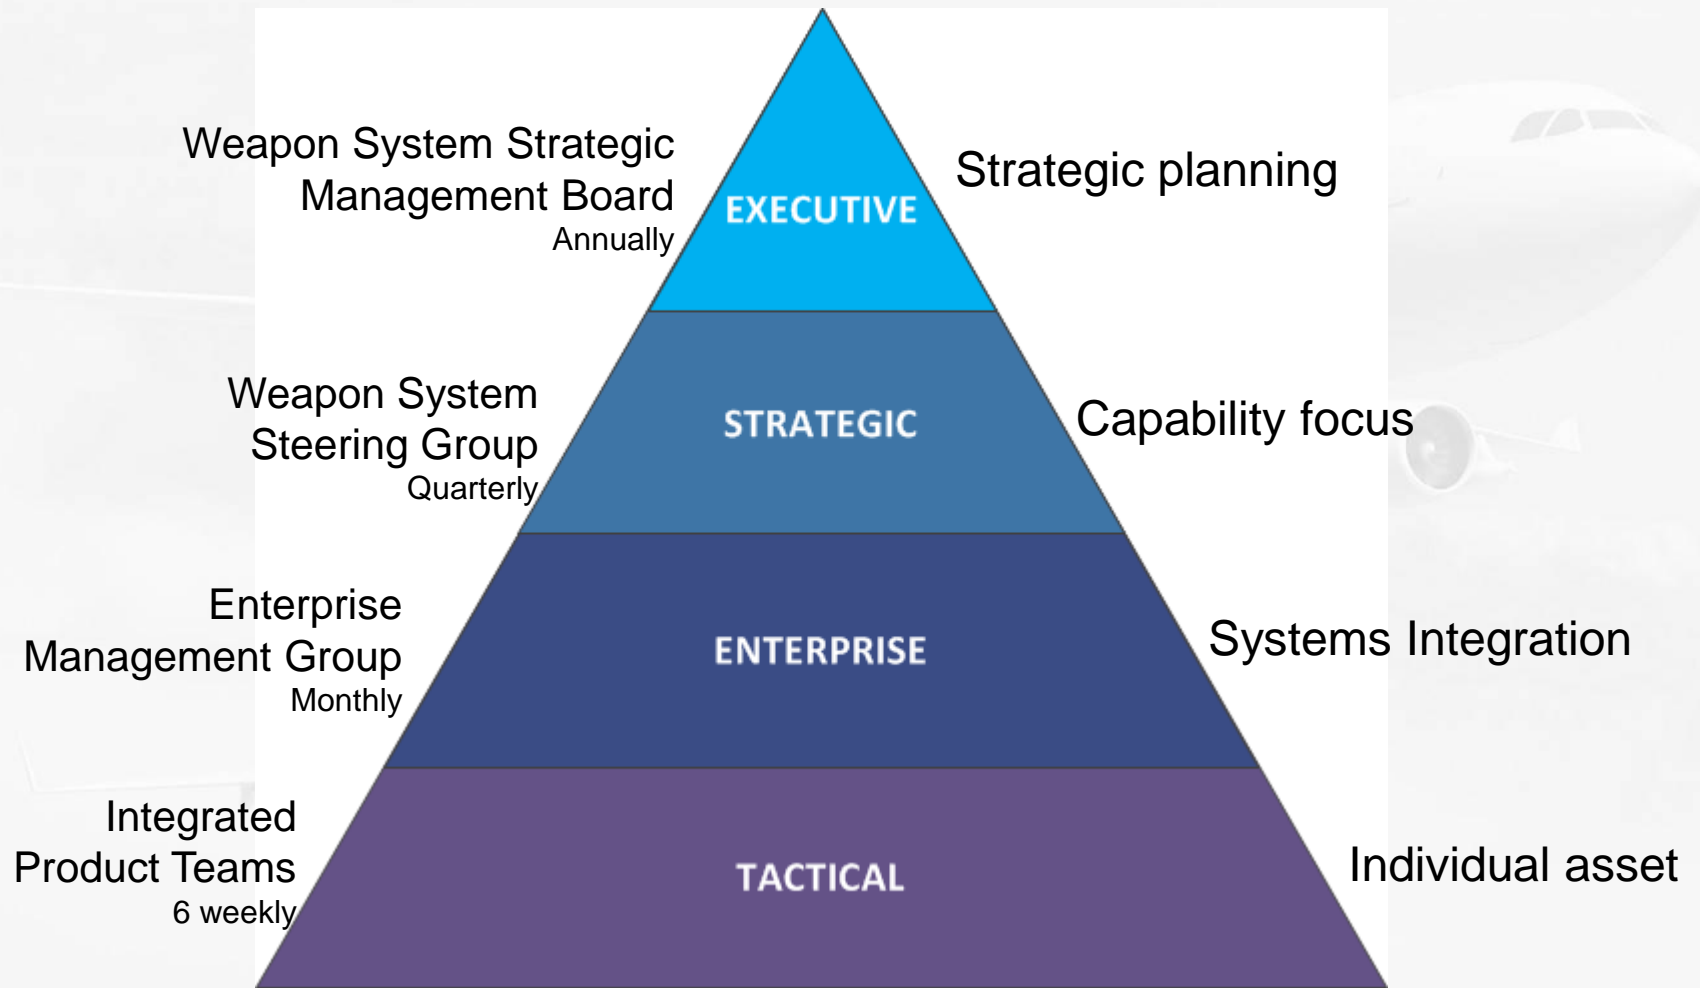 Weapon System Strategic
Management Board
Annually
EXECUTIVE
Strategic planning
Weapon System
Steering Group
Quarterly
STRATEGIC
Capability focus
Enterprise
Management Group
Monthly
ENTERPRISE
Systems Integration
Integrated
Product Teams
6 weekly
TACTICAL
Individual asset